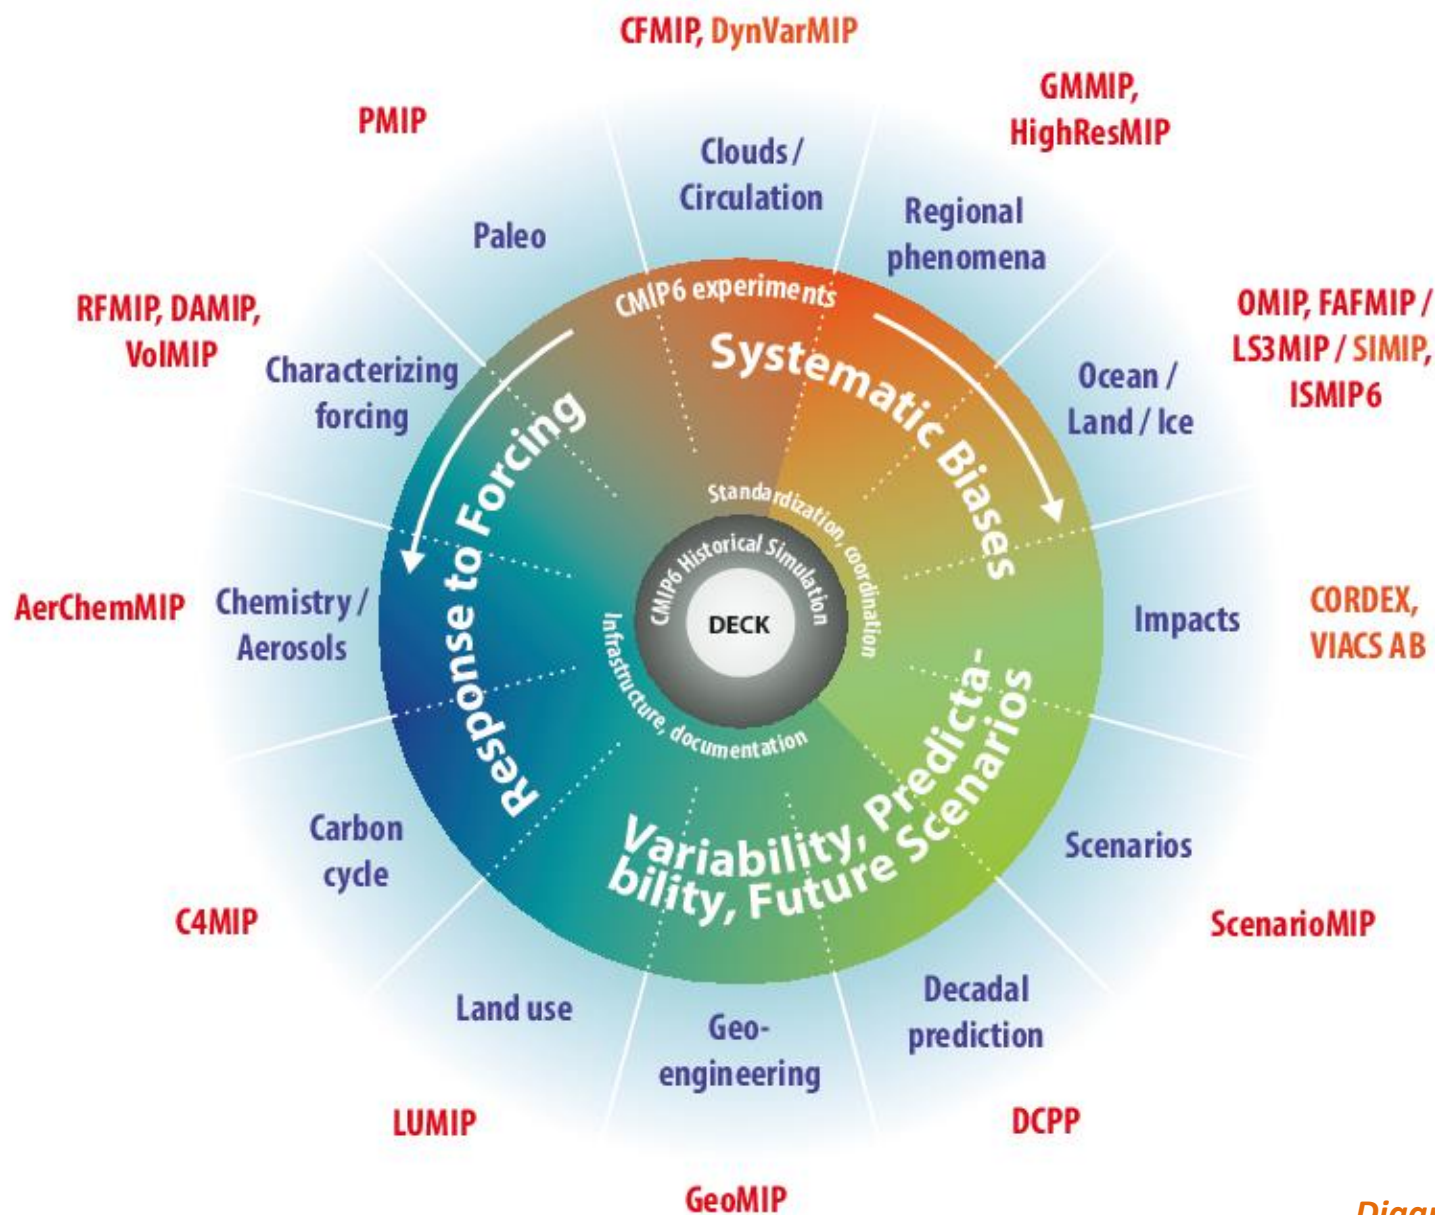 CFMIP, DynVarMIP
GMMIP,
HighResMIP
PMIP
Clouds /
Circulation
Regional
phenomena
Paleo
RFMIP, DAMIP,
VolMIP
OMIP, FAFMIP /
LS3MIP / SIMIP,
ISMIP6
Characterizing
forcing
Ocean /
Land / Ice
CMIP6 experiments
Systematic Biases
Response to Forcing
Standardization, coordination
CMIP6 Historical Simulation
DECK
Infrastructure, documentation
Variability, Predicta-
bility, Future Scenarios
AerChemMIP
Chemistry /
Aerosols
Impacts
CORDEX,
VIACS AB
Carbon
cycle
Scenarios
C4MIP
ScenarioMIP
Land use
Geo-
engineering
Decadal
prediction
LUMIP
DCPP
GeoMIP